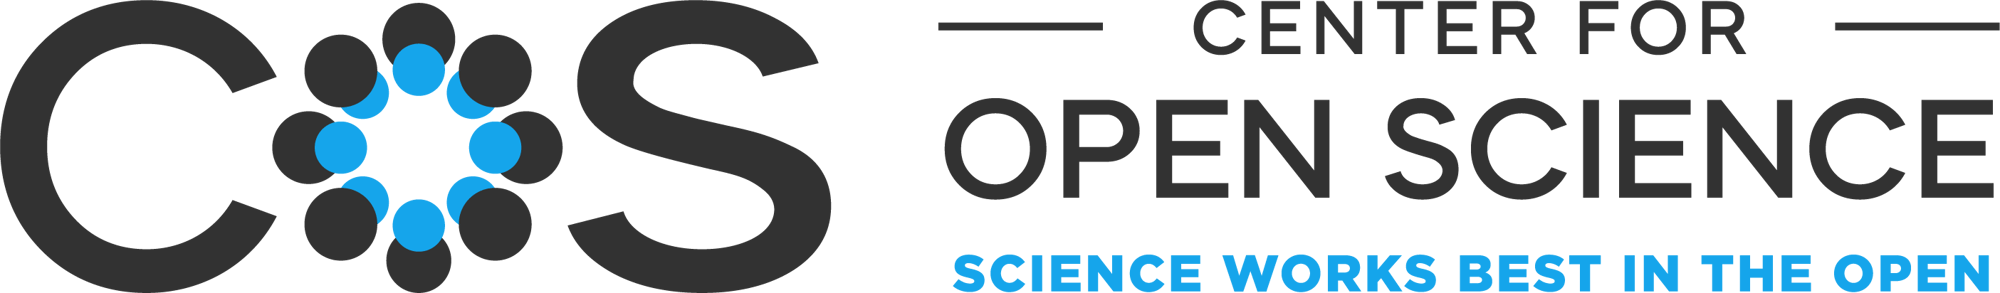 COS
CENTER FOR
OPEN SCIENCE
SCIENCE WORKS BEST IN THE OPEN